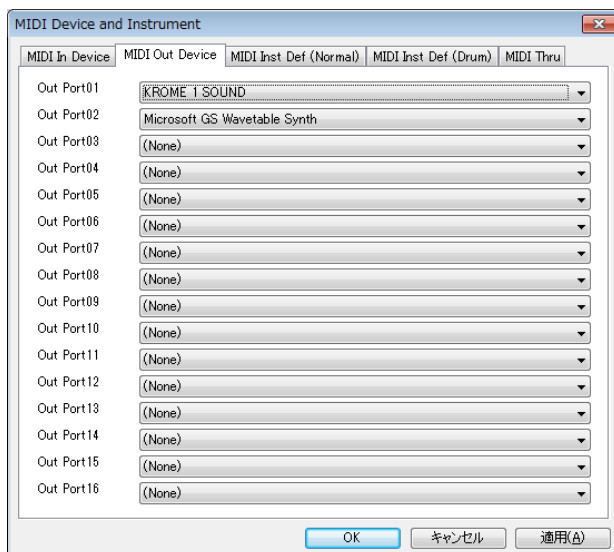 MIDI Device and Instrument
MIDI In Device MIDI Out Device MIDI Inst Def (Normal) MIDI Inst Def (Drum) MIDI Thru
Out Port01 KROME 1 SOUND
Out Port02 Microsoft GS Wavetable Synth
Out Port03 (None)
Out Port04 (None)
Out Port05 (None)
Out Port06 (None)
Out Port07 (None)
Out Port08 (None)
Out Port09 (None)
Out Port10 (None)
Out Port11 (None)
Out Port12 (None)
Out Port13 (None)
Out Port14 (None)
Out Port15 (None)
Out Port16 (None)
OK キャンセル 適用(A)